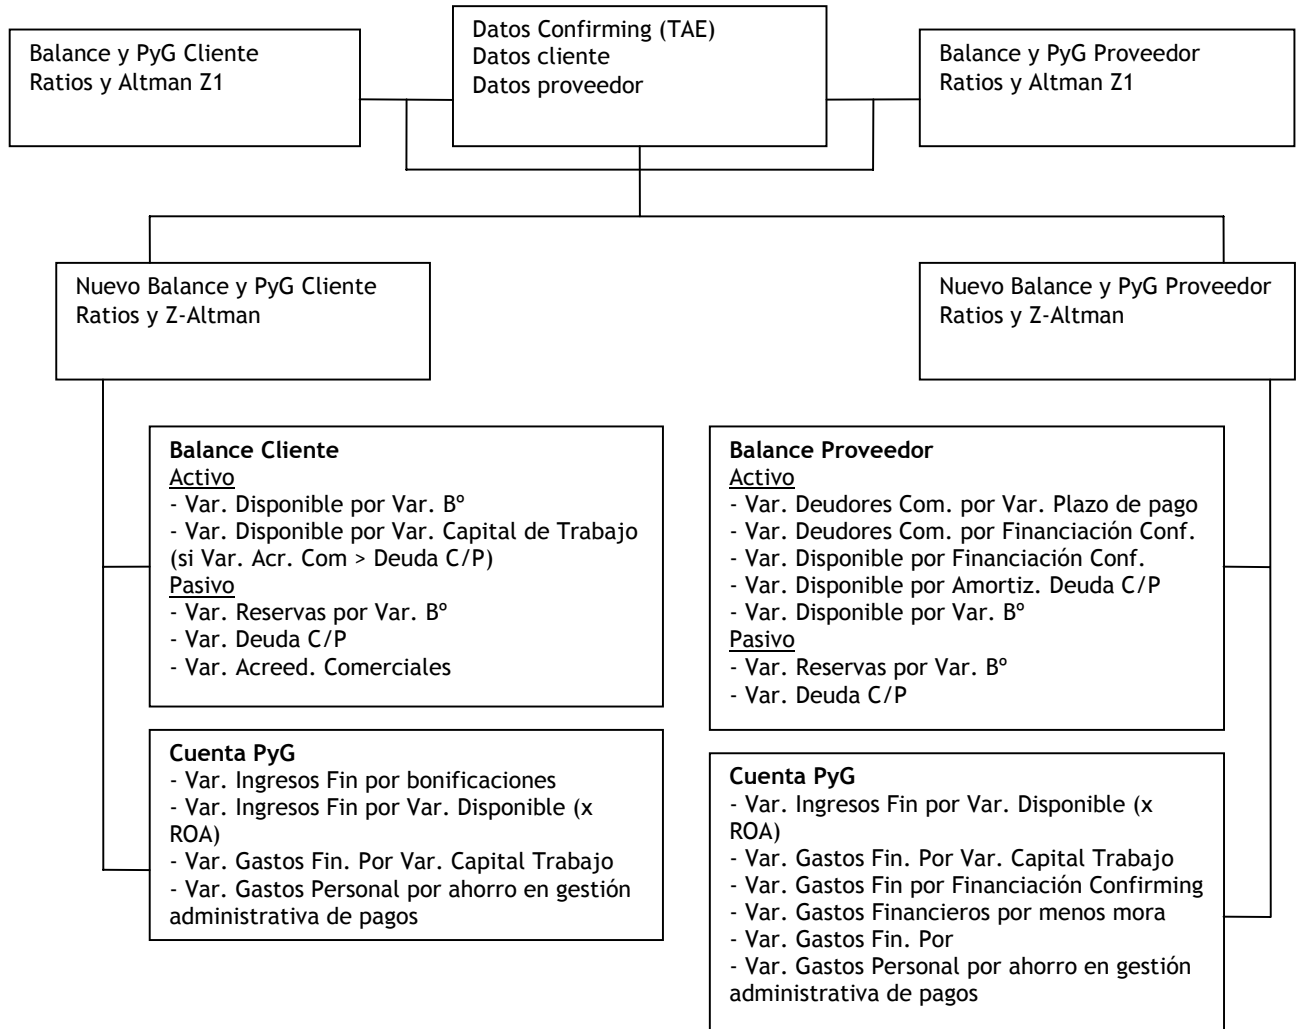 Balance y PyG Cliente
Ratios y Altman Z1
Datos Confirming (TAE)
Datos cliente
Datos proveedor
Balance y PyG Proveedor
Ratios y Altman Z1
Nuevo Balance y PyG Cliente
Ratios y Z-Altman
Nuevo Balance y PyG Proveedor
Ratios y Z-Altman
Balance Cliente
Activo
- Var. Disponible por Var. Bº
- Var. Disponible por Var. Capital de Trabajo
(si Var. Acr. Com > Deuda C/P)
Pasivo
- Var. Reservas por Var. Bº
- Var. Deuda C/P
- Var. Acreed. Comerciales
Balance Proveedor
Activo
- Var. Deudores Com. por Var. Plazo de pago
- Var. Deudores Com. por Financiación Conf.
- Var. Disponible por Financiación Conf.
- Var. Disponible por Amortiz. Deuda C/P
- Var. Disponible por Var. Bº
Pasivo
- Var. Reservas por Var. Bº
- Var. Deuda C/P
Cuenta PyG
- Var. Ingresos Fin por bonificaciones
- Var. Ingresos Fin por Var. Disponible (x
ROA)
- Var. Gastos Fin. Por Var. Capital Trabajo
- Var. Gastos Personal por ahorro en gestión
administrativa de pagos
Cuenta PyG
- Var. Ingresos Fin por Var. Disponible (x
ROA)
- Var. Gastos Fin. Por Var. Capital Trabajo
- Var. Gastos Fin por Financiación Confirming
- Var. Gastos Financieros por menos mora
- Var. Gastos Fin. Por
- Var. Gastos Personal por ahorro en gestión
administrativa de pagos